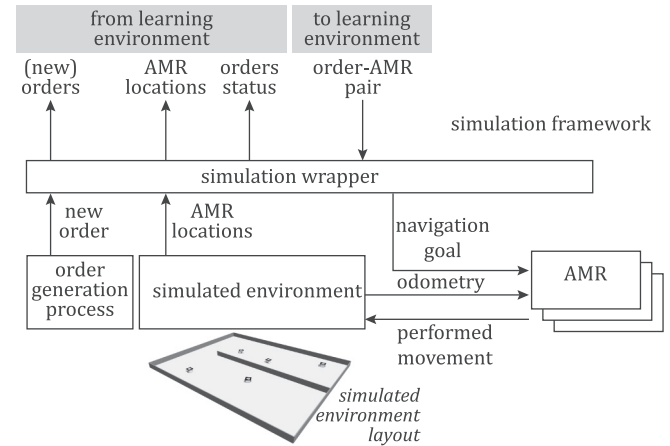 from learning
environment
to learning
environment
(new)
orders
AMR
locations
orders
status
order-AMR
pair
simulation framework
simulation wrapper
new
order
AMR
locations
navigation
goal
order
generation
process
simulated environment
odometry
AMR
performed
movement
simulated
environment
layout